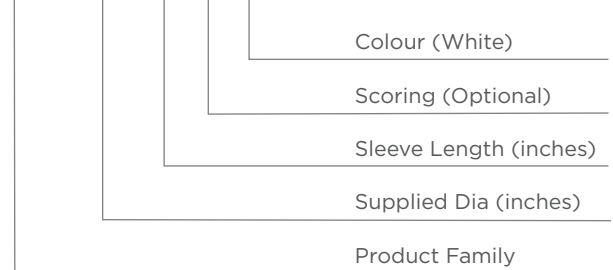 Colour (White)
Scoring (Optional)
Sleeve Length (inches)
Supplied Dia (inches)
Product Family